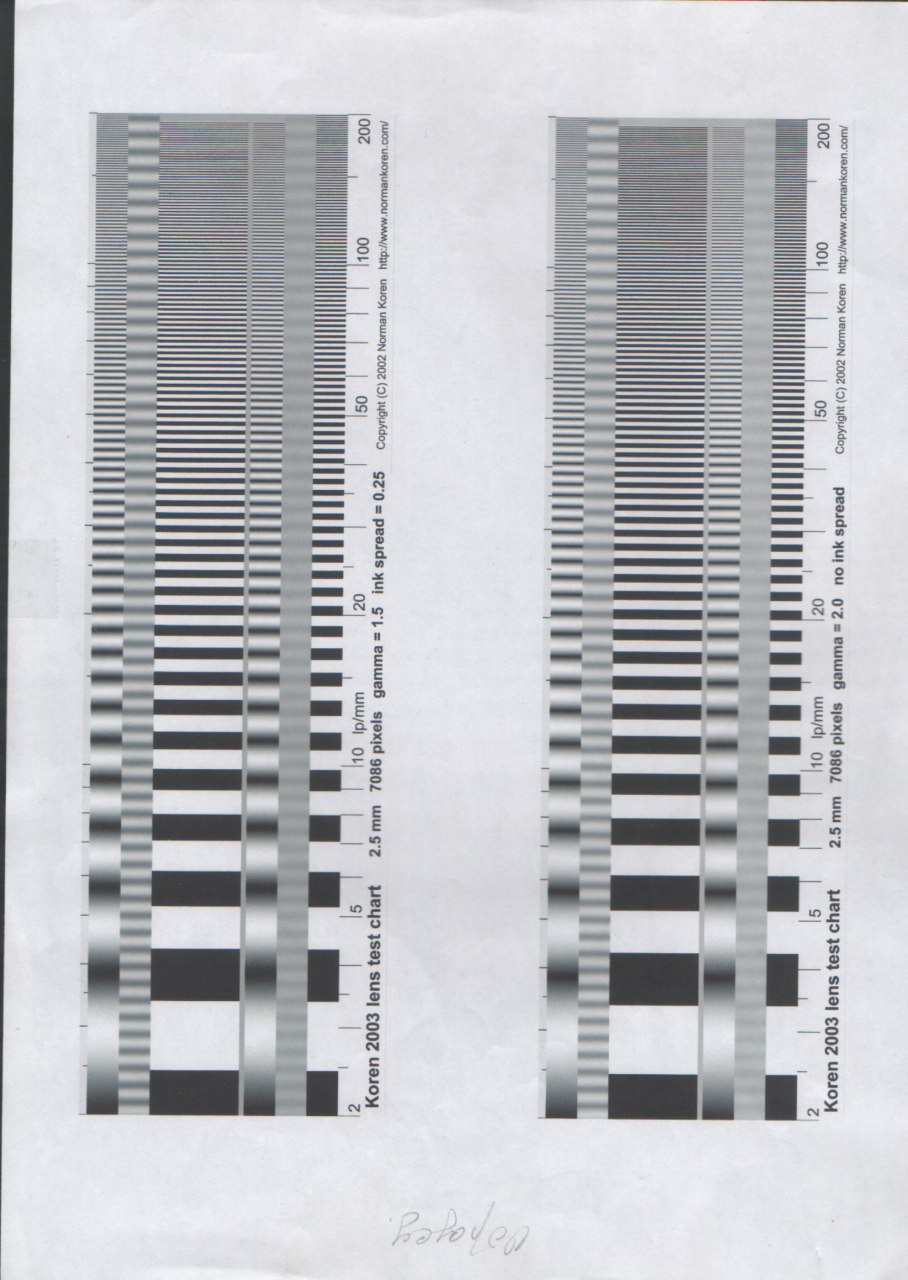 2 5 10 lp/mm 20 50 100 200
Koren 2003 lens test chart 2.5 mm 7086 pixels gamma = 1.5 ink spread = 0.25 Copyright (C) 2002 Norman Koren http://www.normankoren.com/
2 5 10 lp/mm 20 50 100 200
Koren 2003 lens test chart 2.5 mm 7086 pixels gamma = 2.0 no ink spread Copyright (C) 2002 Norman Koren http://www.normankoren.com/